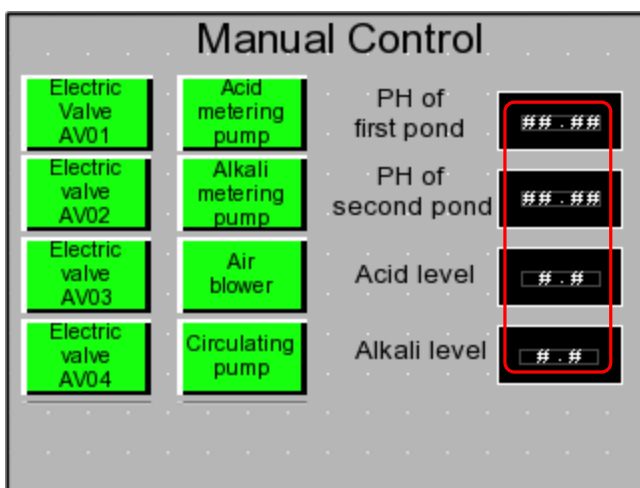 Manual Control
Electric
Valve
AV01
Acid
metering
pump
PH of
first pond
##.##
Electric
valve
AV02
Alkali
metering
pump
PH of
second pond
##.##
Electric
valve
AV03
Air
blower
Acid level
#.#
Electric
valve
AV04
Circulating
pump
Alkali level
#.#